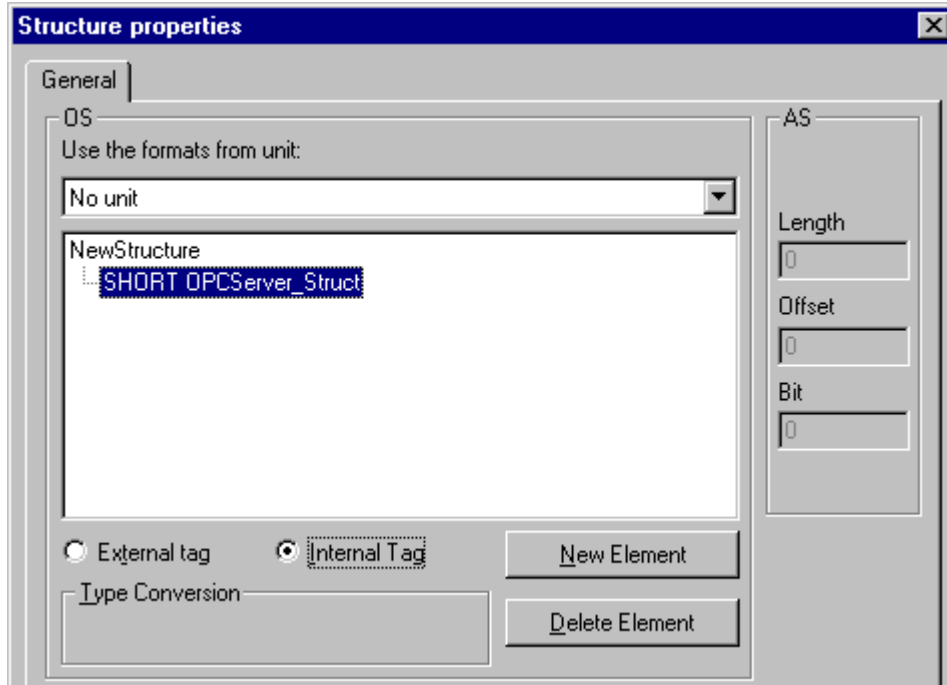 Structure properties
General
OS
Use the formats from unit:
No unit
NewStructure
SHORT OPCServer_Struct
External tag
Internal Tag
New Element
Type Conversion
Delete Element
AS
Length
0
Offset
0
Bit
0